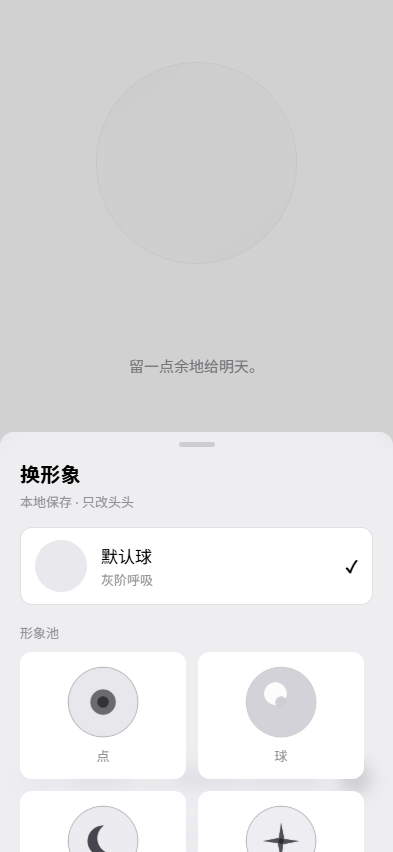 留一点余地给明天。
换形象
本地保存 · 只改头头
默认球
灰阶呼吸
形象池
点
球